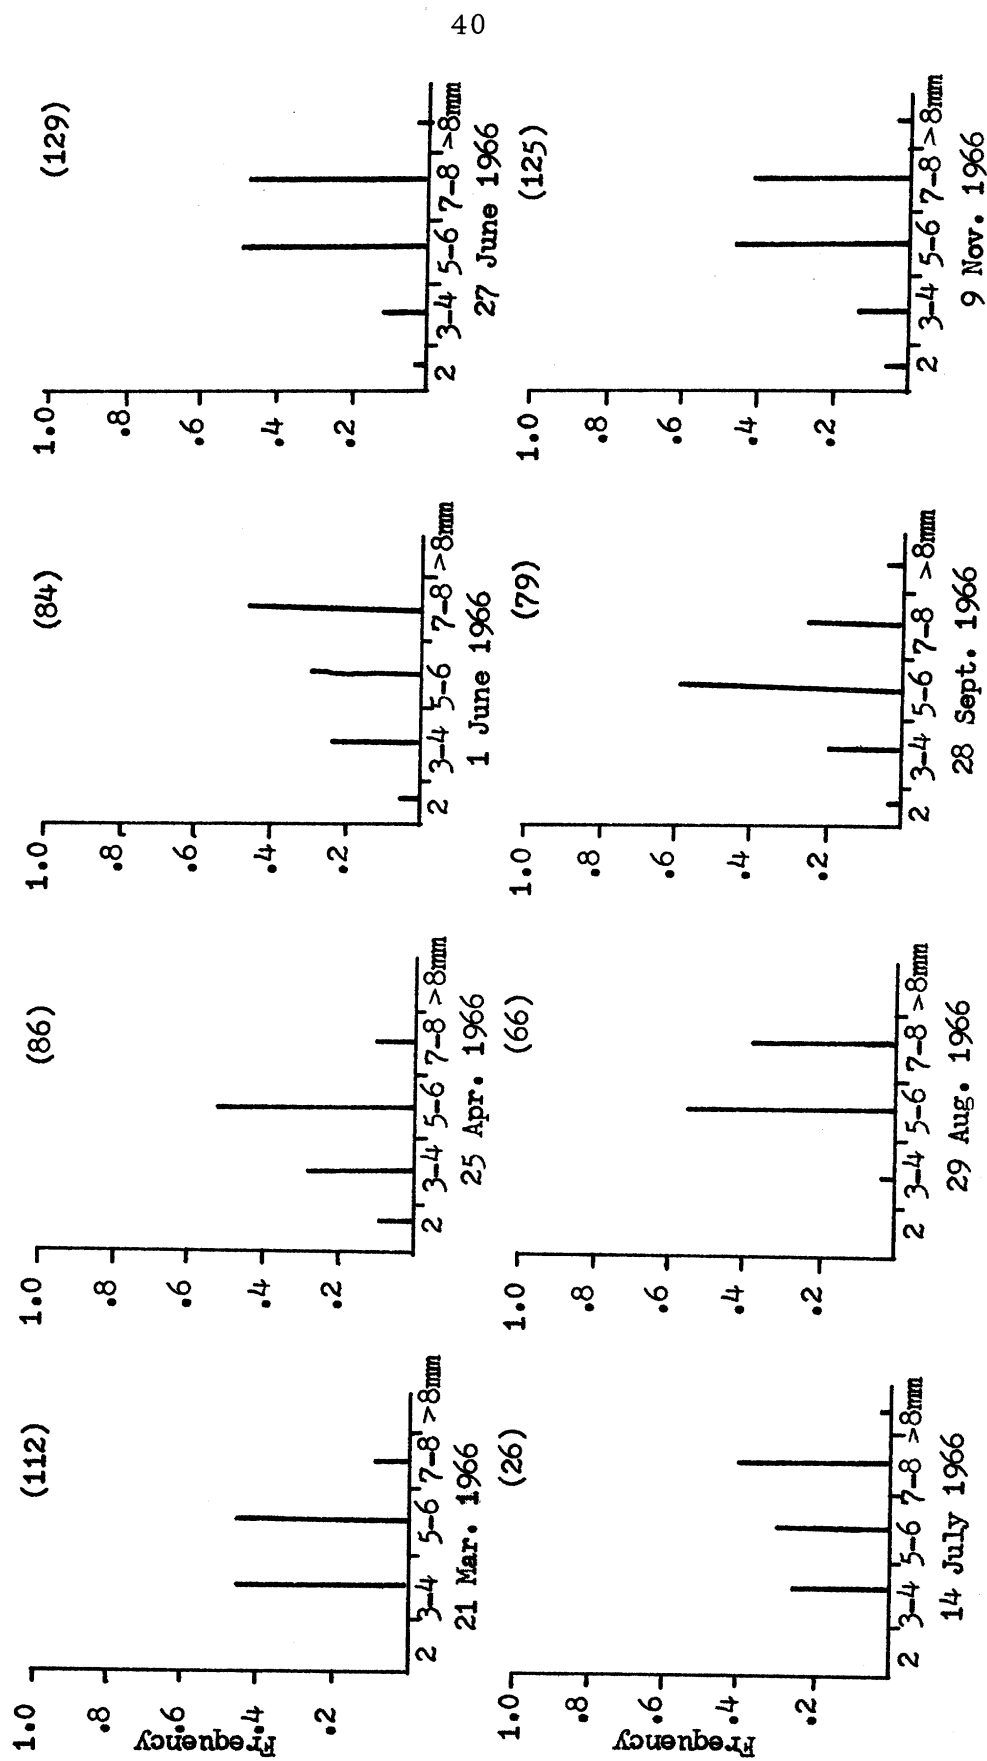 40
(112)
1.0
.8
.6
.4
.2
Frequency
2 3-4 5-6 7-8 >8mm
21 Mar. 1966
(86)
1.0
.8
.6
.4
.2
2 3-4 5-6 7-8 >8mm
25 Apr. 1966
(84)
1.0
.8
.6
.4
.2
2 3-4 5-6 7-8 >8mm
1 June 1966
(129)
1.0
.8
.6
.4
.2
2 3-4 5-6 7-8 >8mm
27 June 1966
(26)
1.0
.8
.6
.4
.2
Frequency
2 3-4 5-6 7-8 >8mm
14 July 1966
(66)
1.0
.8
.6
.4
.2
2 3-4 5-6 7-8 >8mm
29 Aug. 1966
(79)
1.0
.8
.6
.4
.2
2 3-4 5-6 7-8 >8mm
28 Sept. 1966
(125)
1.0
.8
.6
.4
.2
2 3-4 5-6 7-8 >8mm
9 Nov. 1966